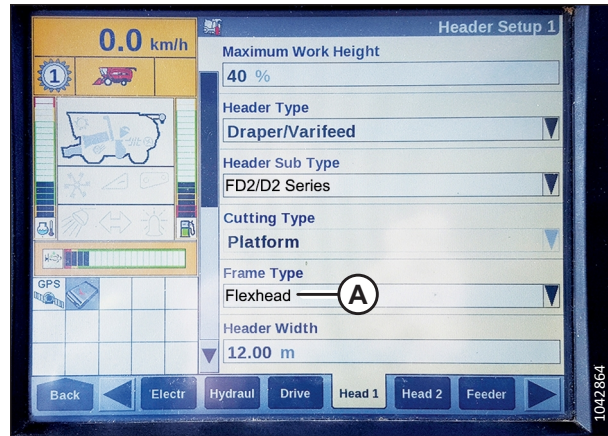 Header Setup 1
0.0 km/h
1
Maximum Work Height
40 %
Header Type
Draper/Varifeed
Header Sub Type
FD2/D2 Series
Cutting Type
Platform
Frame Type
Flexhead
A
Header Width
12.00 m
GPS
Back
Electr
Hydraul
Drive
Head 1
Head 2
Feeder
1042864